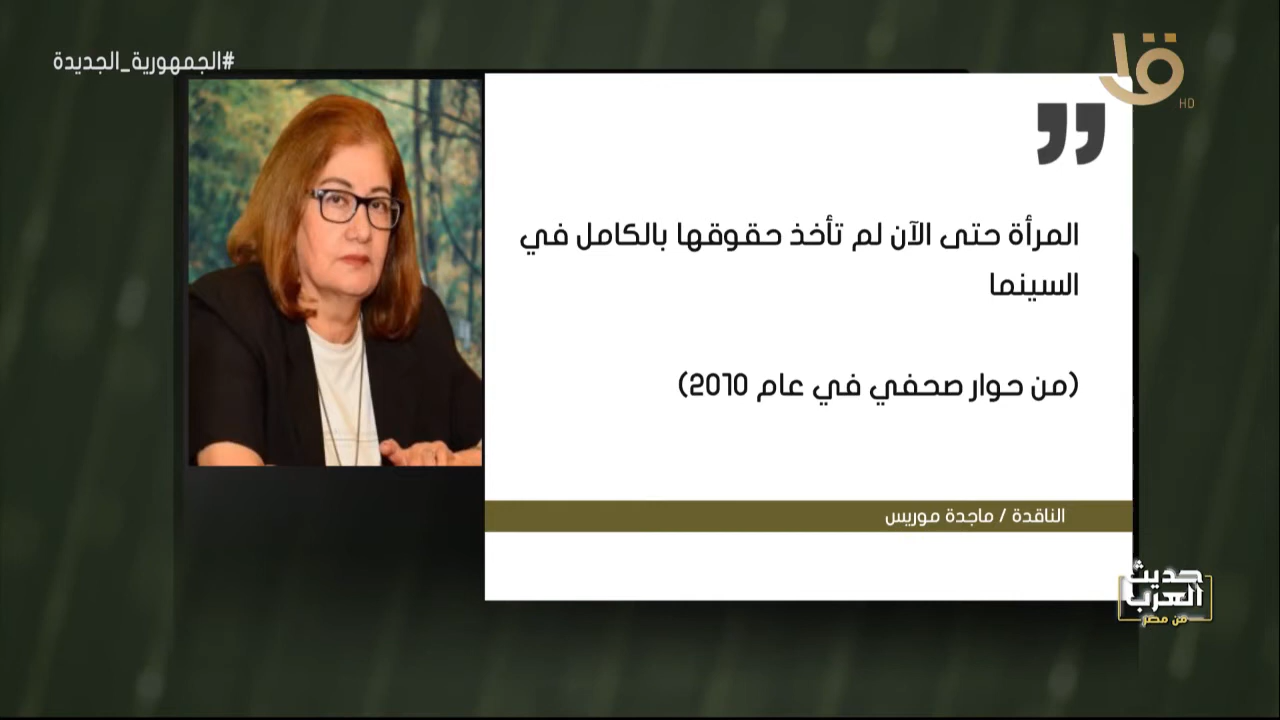 #الجمهورية_الجديدة
HD
المرأة حتى الآن لم تأخذ حقوقها بالكامل في
السينما
(من حوار صحفي في عام 2010)
الناقدة / ماجدة موريس
حديث
العرب
من مصر